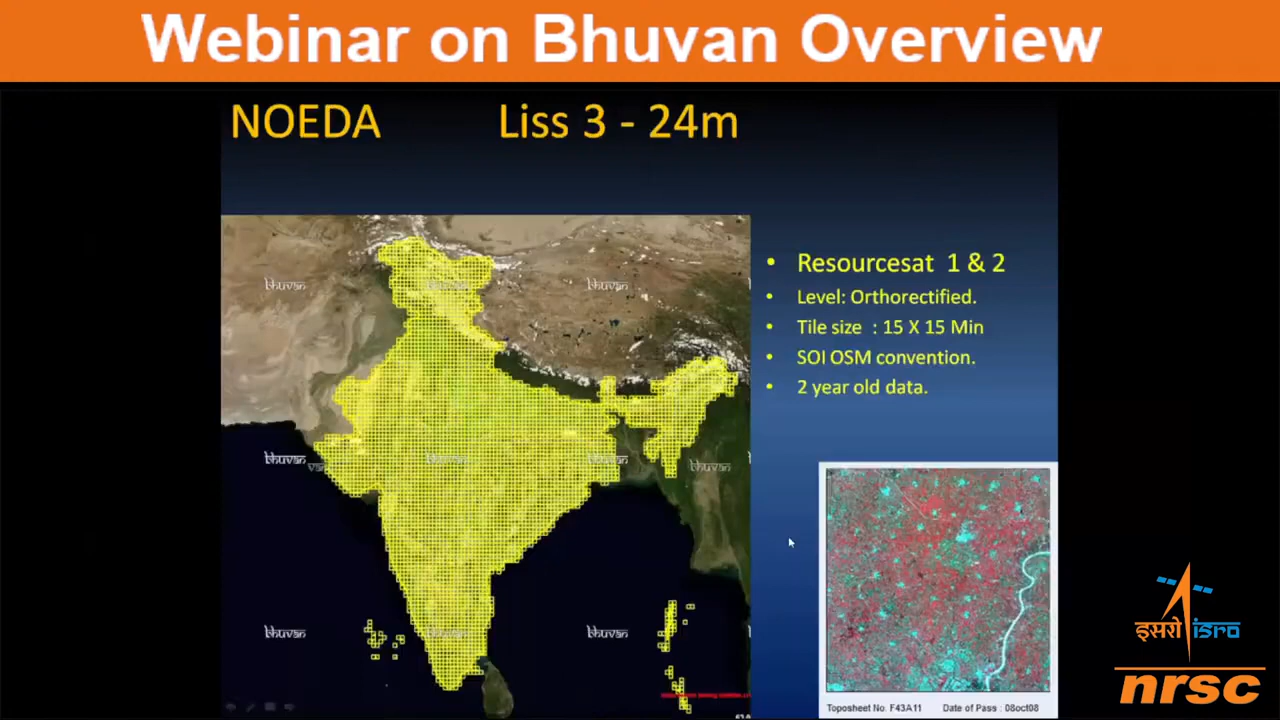 Webinar on Bhuvan Overview
NOEDA Liss 3 - 24m
• Resourcesat 1 & 2
• Level: Orthorectified.
• Tile size : 15 X 15 Min
• SOI OSM convention.
• 2 year old data.
bhuvan bhuvan bhuvan
bhuvan bhuvan bhuvan bhuvan
bhuvan bhuvan
Toposheet No. F43A11 Date of Pass : 08oct08
इसरो isro
nrsc